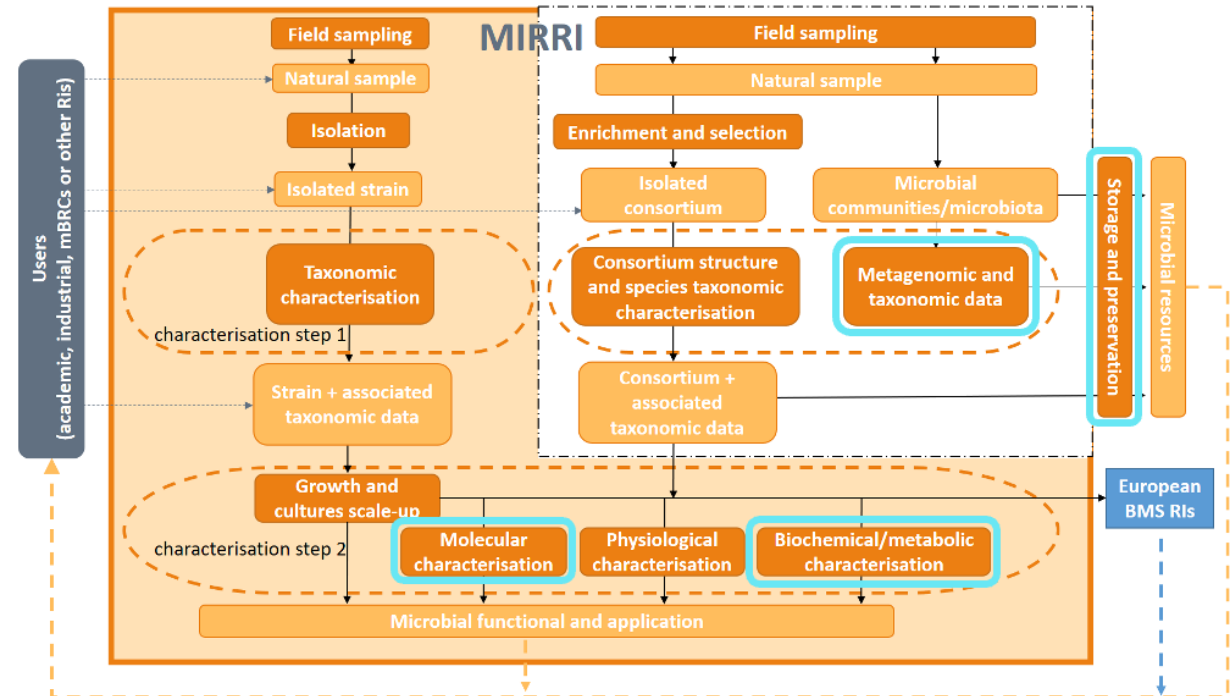 MIRRI
Users
(academic, industrial, mBRCs or other Ris)
Field sampling
Natural sample
Isolation
Isolated strain
Taxonomic
characterisation
characterisation step 1
Strain + associated
taxonomic data
Field sampling
Natural sample
Enrichment and selection
Isolated
consortium
Microbial
communities/microbiota
Consortium structure
and species taxonomic
characterisation
Metagenomic and
taxonomic data
Consortium +
associated
taxonomic data
Storage and preservation
Microbial resources
Growth and
cultures scale-up
characterisation step 2
Molecular
characterisation
Physiological
characterisation
Biochemical/metabolic
characterisation
European
BMS RIs
Microbial functional and application